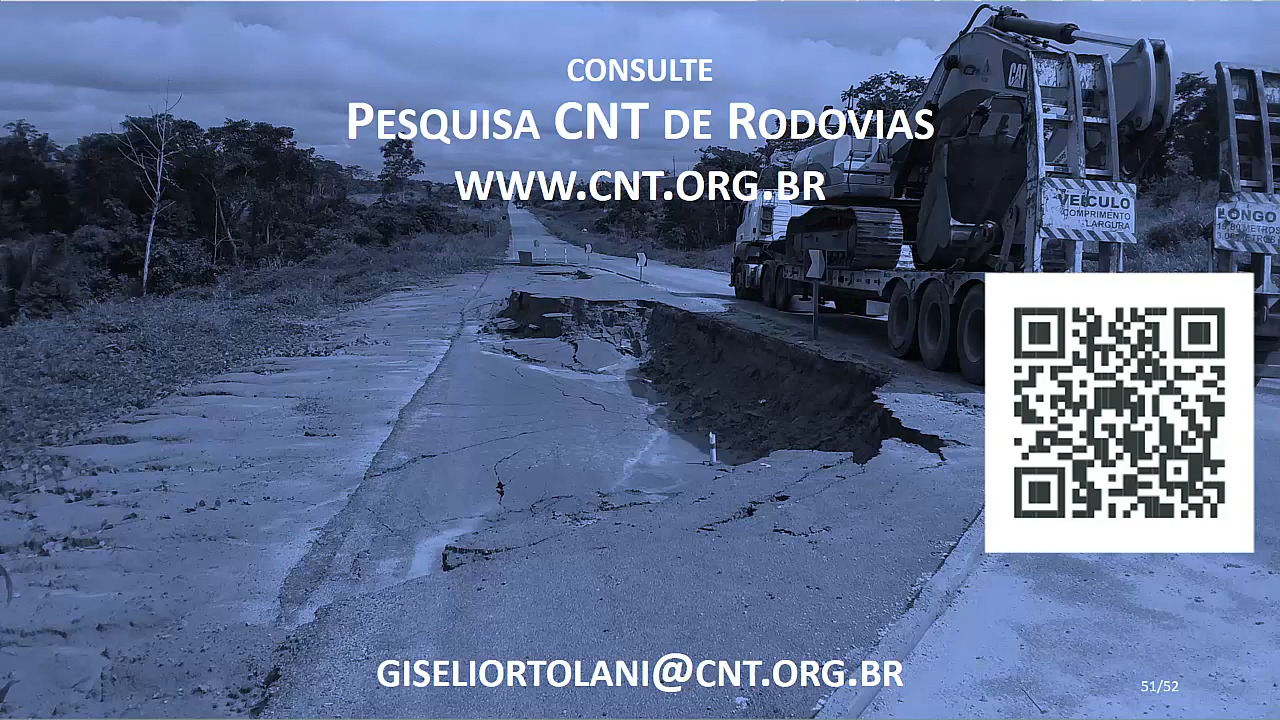 CONSULTE
PESQUISA CNT DE RODOVIAS
WWW.CNT.ORG.BR
CAT
VEÍCULO
COMPRIMENTO
LARGURA
LONGO
GISELIORTOLANI@CNT.ORG.BR
51/52